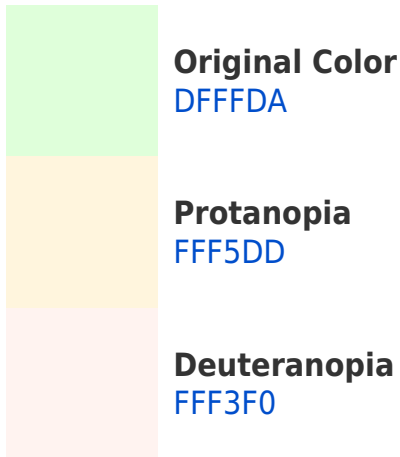 Original Color
DFFFDA
Protanopia
FFF5DD
Deuteranopia
FFF3F0